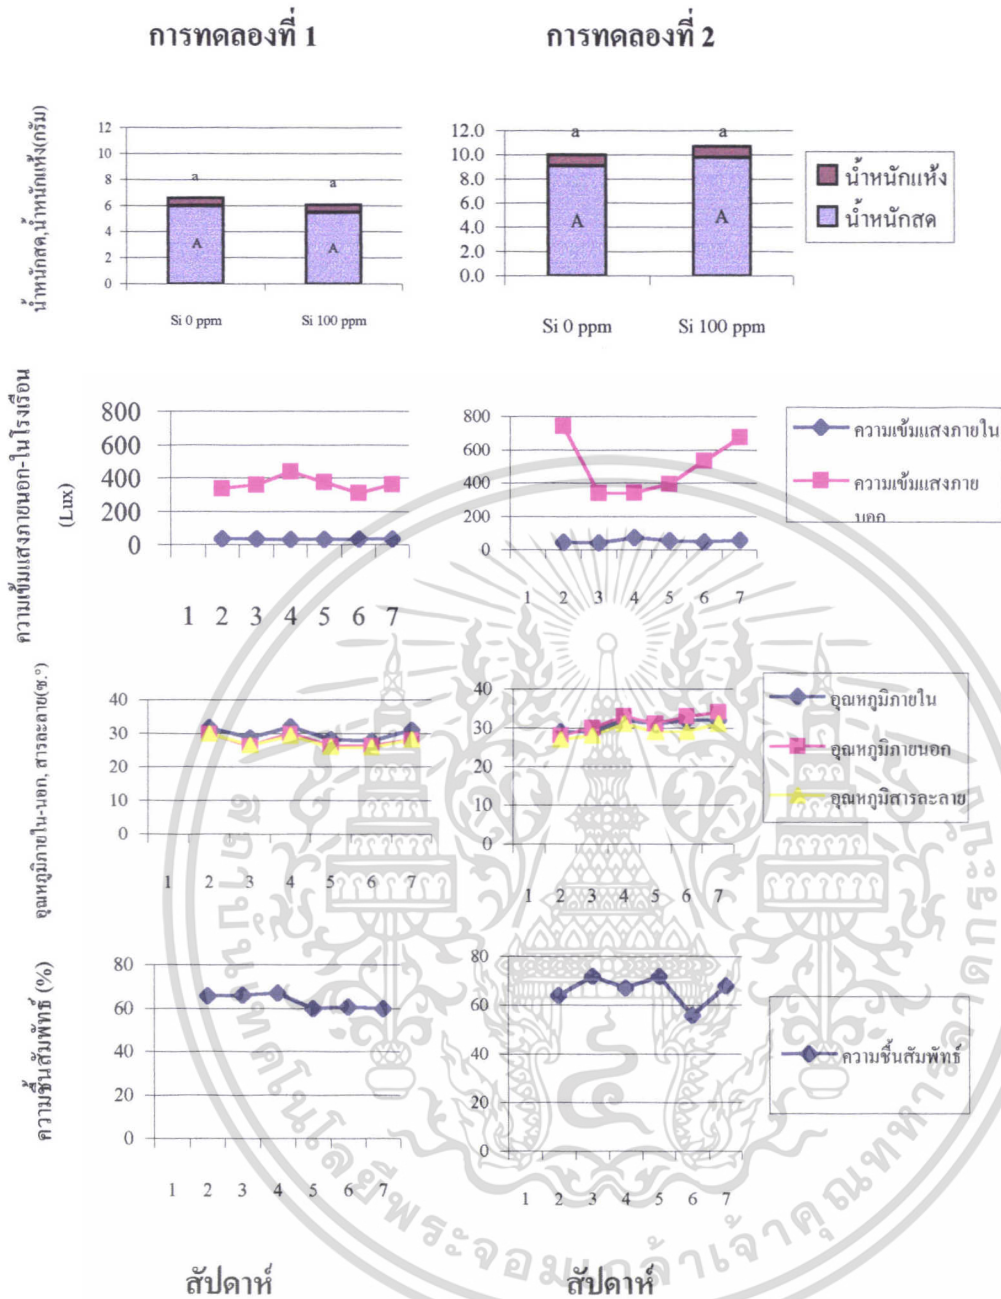 การทดลองที่ 1
การทดลองที่ 2
น้ำหนักสด,น้ำหนักแห้ง(กรัม)
12
10
8
6
4
2
0
a
a
A
A
Si 0 ppm
Si 100 ppm
12.0
10.0
8.0
6.0
4.0
2.0
0.0
a
a
A
A
Si 0 ppm
Si 100 ppm
น้ำหนักแห้ง
น้ำหนักสด
ความเข้มแสงภายนอก-ในโรงเรือน
(Lux)
800
600
400
200
0
1 2 3 4 5 6 7
800
600
400
200
0
1 2 3 4 5 6 7
ความเข้มแสงภายใน
ความเข้มแสงภาย
นอก
อุณหภูมิภายใน-นอก, สารละลาย(ซ.°)
40
30
20
10
0
1 2 3 4 5 6 7
40
30
20
10
0
1 2 3 4 5 6 7
อุณหภูมิภายใน
อุณหภูมิภายนอก
อุณหภูมิสารละลาย
ความชื้นสัมพัทธ์ (%)
80
60
40
20
0
1 2 3 4 5 6 7
80
60
40
20
0
1 2 3 4 5 6 7
ความชื้นสัมพัทธ์
สัปดาห์
สัปดาห์